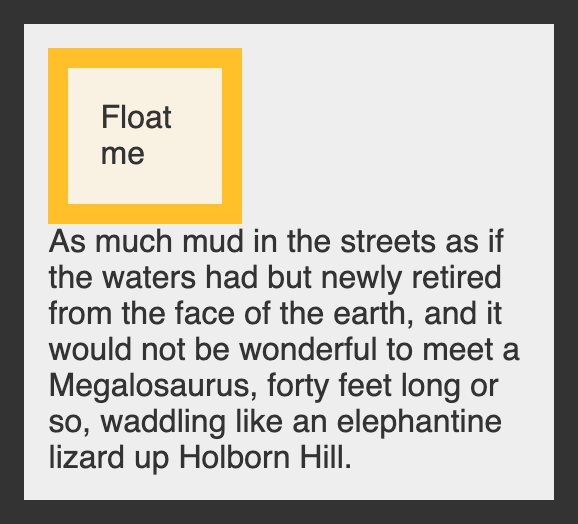 Float
me
As much mud in the streets as if
the waters had but newly retired
from the face of the earth, and it
would not be wonderful to meet a
Megalosaurus, forty feet long or
so, waddling like an elephantine
lizard up Holborn Hill.